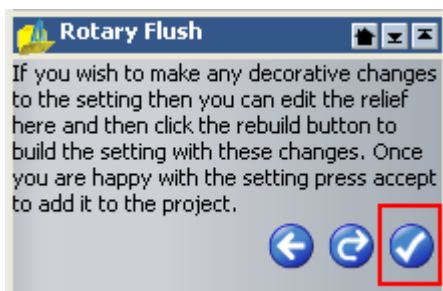 Rotary Flush
If you wish to make any decorative changes
to the setting then you can edit the relief
here and then click the rebuild button to
build the setting with these changes. Once
you are happy with the setting press accept
to add it to the project.